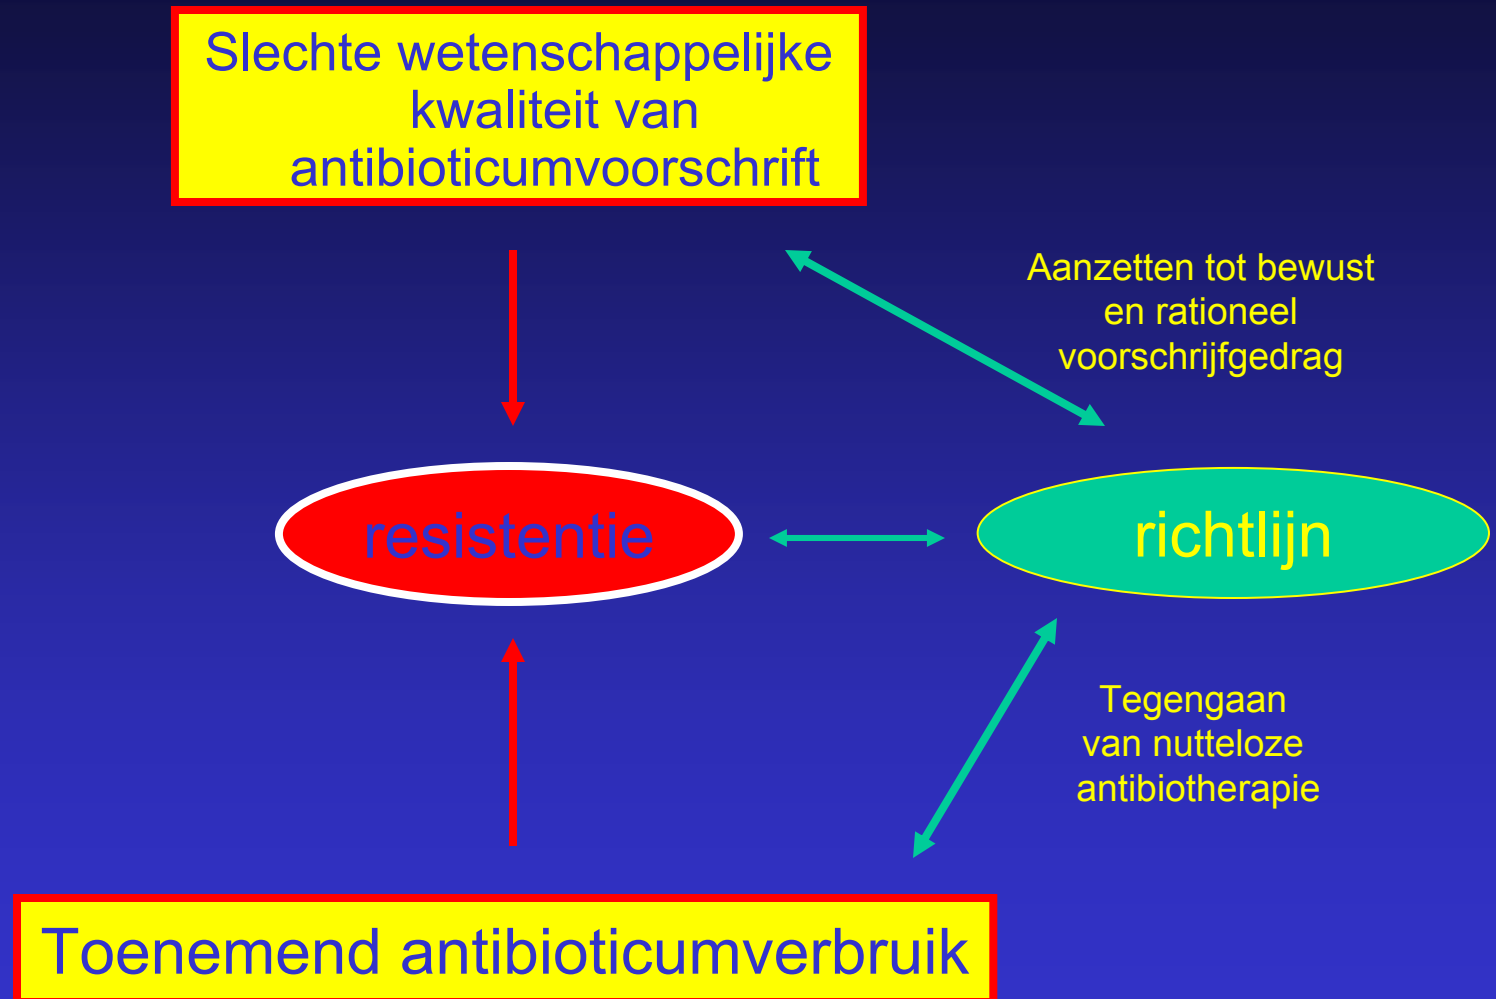 Slechte wetenschappelijke
kwaliteit van
antibioticumvoorschrift
Aanzetten tot bewust
en rationeel
voorschrijfgedrag
resistentie
richtlijn
Tegengaan
van nutteloze
antibiotherapie
Toenemend antibioticumverbruik